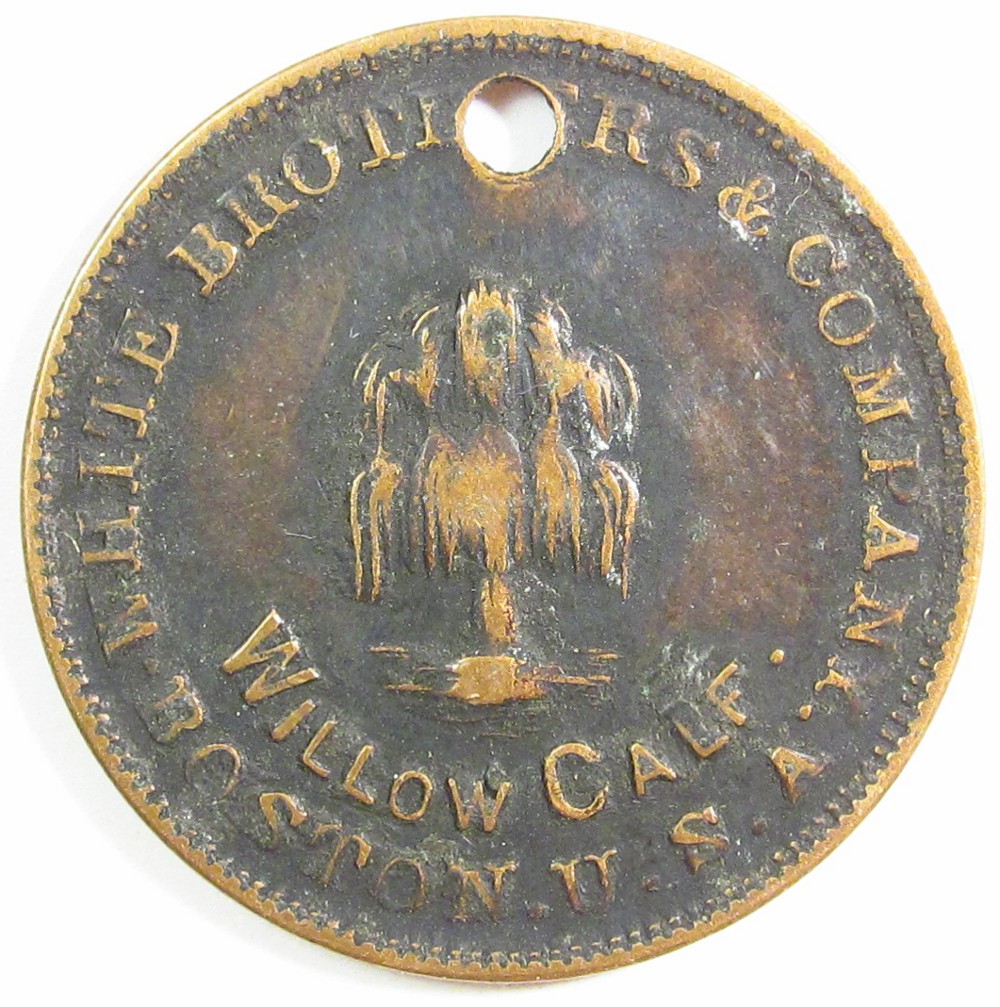 WHITE BROTHERS & COMPANY.
BOSTON. U. S. A.
WILLOW CALF.